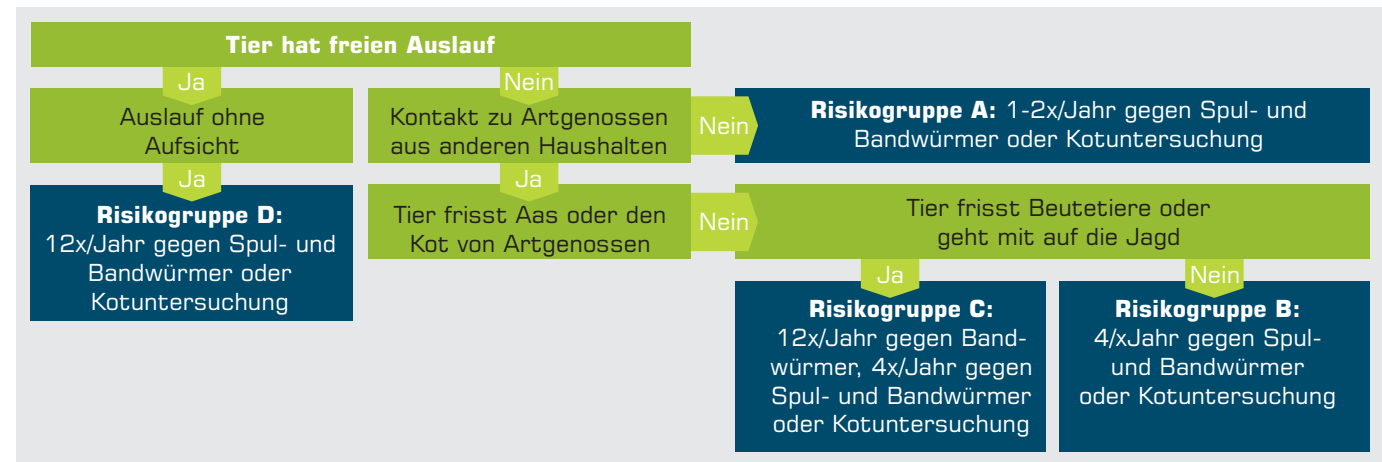 Tier hat freien Auslauf
Ja
Nein
Auslauf ohne
Aufsicht
Kontakt zu Artgenossen
aus anderen Haushalten
Nein
Risikogruppe A: 1-2x/Jahr gegen Spul- und
Bandwürmer oder Kotuntersuchung
Ja
Ja
Risikogruppe D:
12x/Jahr gegen Spul- und
Bandwürmer oder
Kotuntersuchung
Tier frisst Aas oder den
Kot von Artgenossen
Nein
Tier frisst Beutetiere oder
geht mit auf die Jagd
Ja
Nein
Risikogruppe C:
12x/Jahr gegen Band-
würmer, 4x/Jahr gegen
Spul- und Bandwürmer
oder Kotuntersuchung
Risikogruppe B:
4/xJahr gegen Spul-
und Bandwürmer
oder Kotuntersuchung